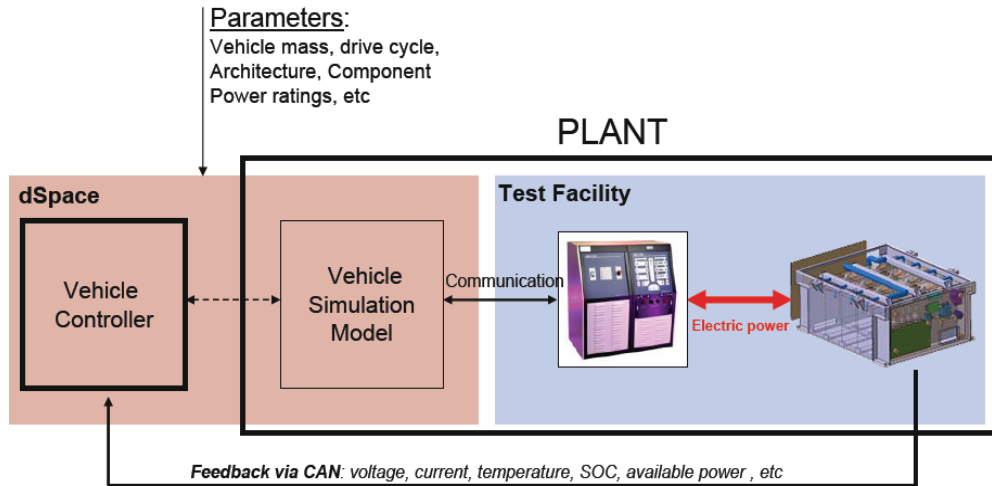 Parameters:
Vehicle mass, drive cycle,
Architecture, Component
Power ratings, etc
PLANT
dSpace
Test Facility
Vehicle
Controller
Vehicle
Simulation
Model
Communication
Electric power
Feedback via CAN: voltage, current, temperature, SOC, available power , etc